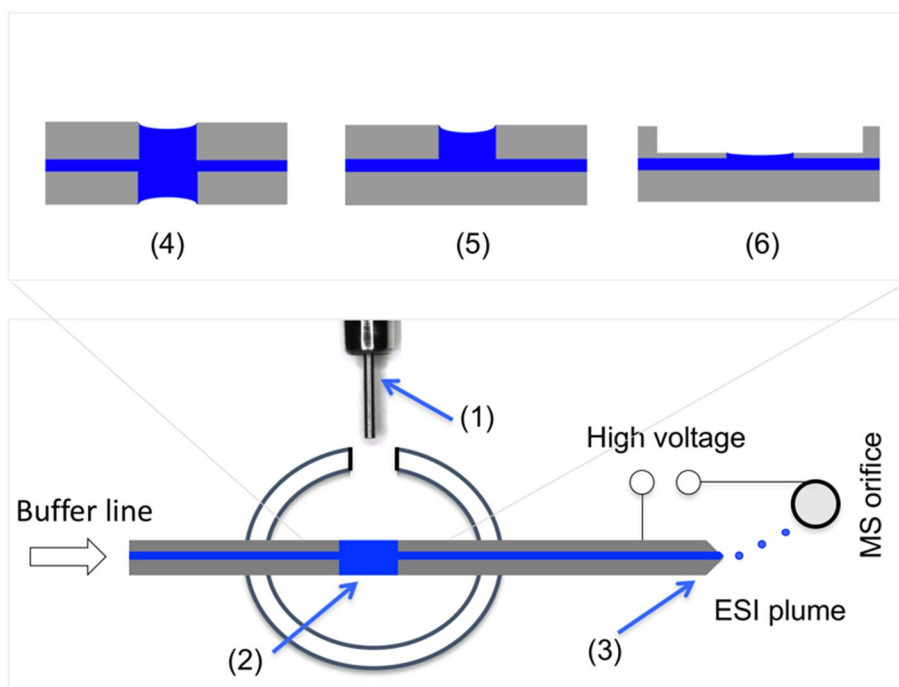 (4)
(5)
(6)
(1)
High voltage
MS orifice
Buffer line
ESI plume
(2)
(3)